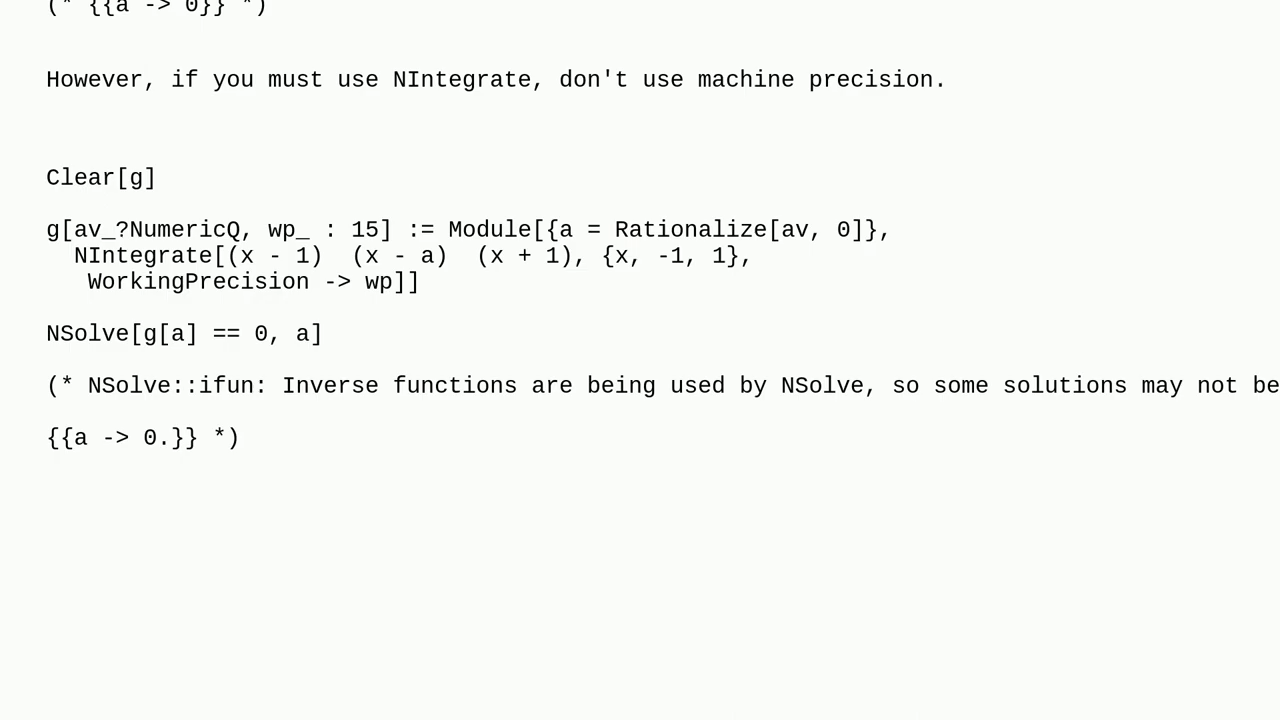 (* {{a -> 0}} *)
However, if you must use NIntegrate, don't use machine precision.
Clear[g]
g[av_?NumericQ, wp_ : 15] := Module[{a = Rationalize[av, 0]},
  NIntegrate[(x - 1)  (x - a)  (x + 1), {x, -1, 1},
   WorkingPrecision -> wp]]
NSolve[g[a] == 0, a]
(* NSolve::ifun: Inverse functions are being used by NSolve, so some solutions may not be
{{a -> 0.}} *)